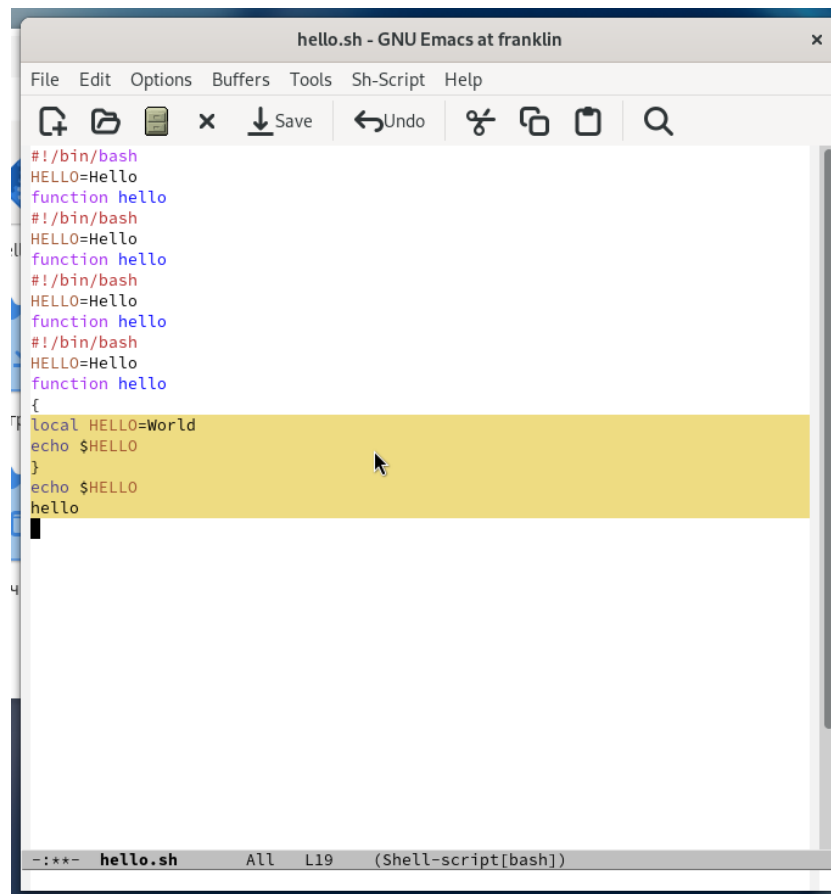 hello.sh - GNU Emacs at franklin ×
File Edit Options Buffers Tools Sh-Script Help
Save Undo
#!/bin/bash
HELLO=Hello
function hello
#!/bin/bash
HELLO=Hello
function hello
#!/bin/bash
HELLO=Hello
function hello
#!/bin/bash
HELLO=Hello
function hello
{
local HELLO=World
echo $HELLO
}
echo $HELLO
hello
-:**- hello.sh All L19 (Shell-script[bash])